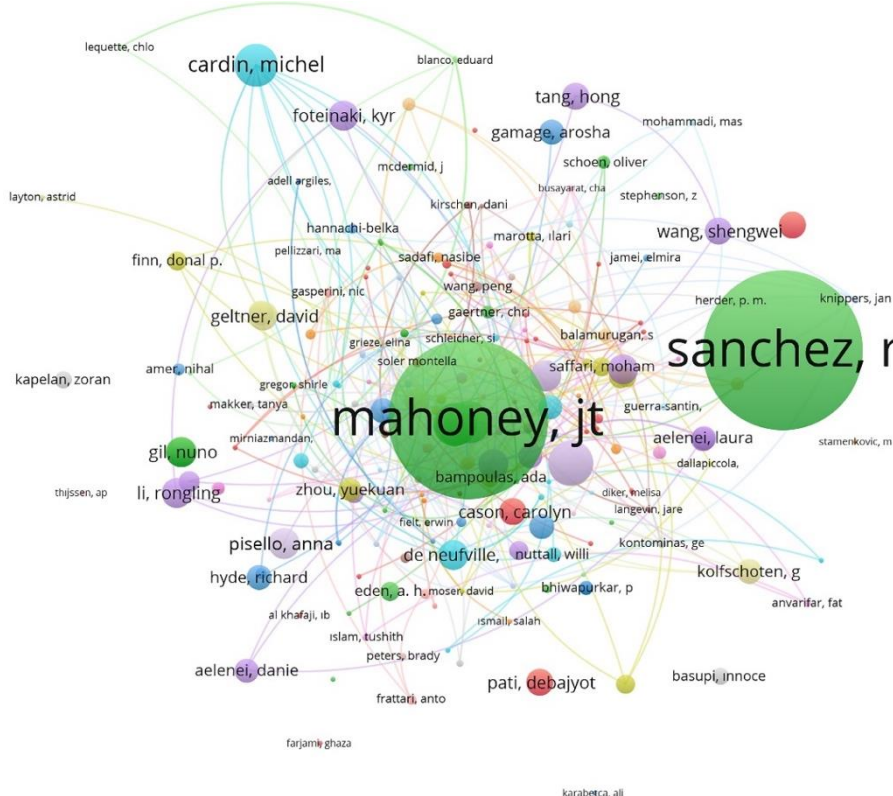 lequette, chlo
blanco, eduard
cardin, michel
tang, hong
foteinaki, kyr
mohammadi, mas
gamage, arosha
mcdermid, j
schoen, oliver
adell argiles,
busayarat, cha
layton, astrid
stephenson, z
kirschen, dani
hannachi-belka
marotta, ılari
wang, shengwei
pellizzari, ma
finn, donal p.
sadafi, nasibe
jamei, elmira
gasperini, nic
wang, peng
herder, p. m.
knippers, jan
geltner, david
gaertner, chri
grieze, elina
schleicher, si
balamurugan, s
sanchez, r
soler montella
saffari, moham
amer, nihal
kapelan, zoran
gregor, shirle
makker, tanya
mahoney, jt
guerra-santin,
mirniazmandan,
aelenei, laura
stamenkovic, m
gil, nuno
dallapiccola,
bampoulas, ada
thijssen, ap
li, rongling
zhou, yuekuan
diker, melisa
fielt, erwin
cason, carolyn
langevin, jare
pisello, anna
de neufville,
nuttall, willi
kontominas, ge
hyde, richard
kolfschoten, g
eden, a. h.
moser, david
bhiwapurkar, p
anvarifar, fat
al khafaji, ıb
ısmail, salah
ıslam, tushith
peters, brady
aelenei, danie
pati, debajyot
basupi, ınnoce
frattari, anto
farjami, ghaza
karabetca, ali